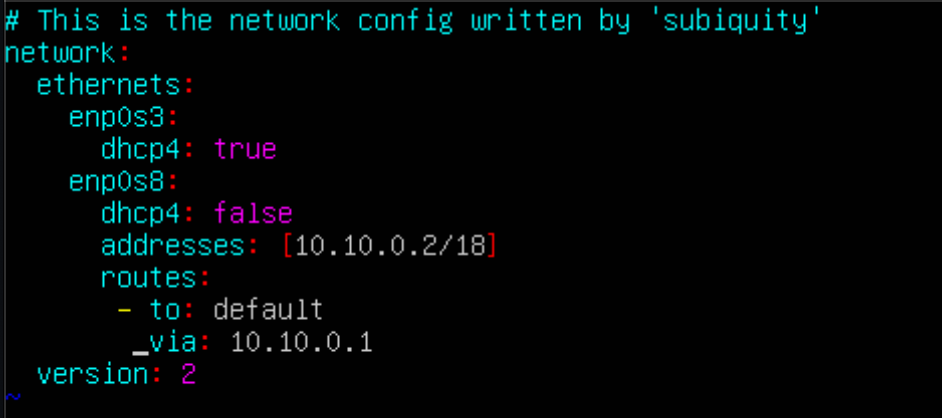 # This is the network config written by 'subiquity'
network:
  ethernets:
    enp0s3:
      dhcp4: true
    enp0s8:
      dhcp4: false
      addresses: [10.10.0.2/18]
      routes:
       - to: default
         via: 10.10.0.1
  version: 2
~